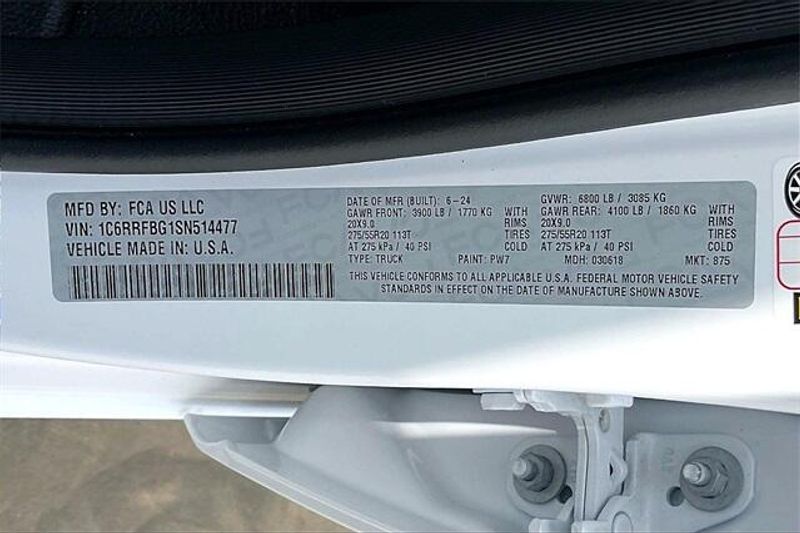 MFD BY: FCA US LLC
VIN: 1C6RRFBG1SN514477
VEHICLE MADE IN: U.S.A.
DATE OF MFR (BUILT): 6-24
GAWR FRONT: 3900 LB / 1770 KG WITH
20X9.0 RIMS
275/55R20 113T TIRES
AT 275 kPa / 40 PSI COLD
TYPE: TRUCK PAINT: PW7
GVWR: 6800 LB / 3085 KG
GAWR REAR: 4100 LB / 1860 KG WITH
20X9.0 RIMS
275/55R20 113T TIRES
AT 275 kPa / 40 PSI COLD
MDH: 030618 MKT: 875
THIS VEHICLE CONFORMS TO ALL APPLICABLE U.S.A. FEDERAL MOTOR VEHICLE SAFETY
STANDARDS IN EFFECT ON THE DATE OF MANUFACTURE SHOWN ABOVE.